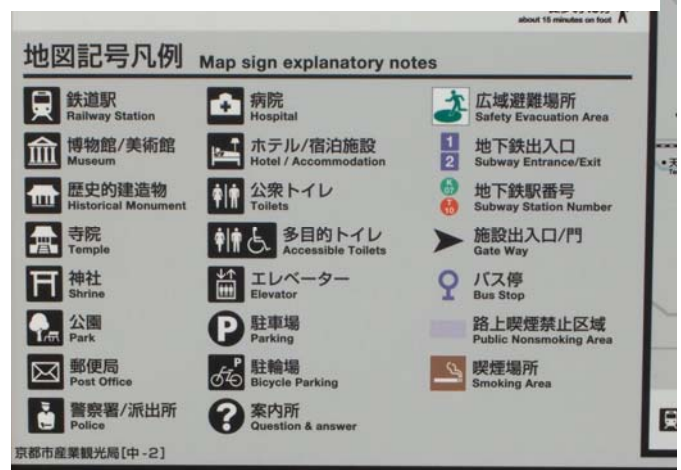 about 15 minutes on foot
地図記号凡例 Map sign explanatory notes
鉄道駅
Railway Station
博物館/美術館
Museum
歴史的建造物
Historical Monument
寺院
Temple
神社
Shrine
公園
Park
郵便局
Post Office
警察署/派出所
Police
病院
Hospital
ホテル/宿泊施設
Hotel / Accommodation
公衆トイレ
Toilets
多目的トイレ
Accessible Toilets
エレベーター
Elevator
P
駐車場
Parking
P
駐輪場
Bicycle Parking
?
案内所
Question & answer
広域避難場所
Safety Evacuation Area
1
2
地下鉄出入口
Subway Entrance/Exit
K
07
T
10
地下鉄駅番号
Subway Station Number
施設出入口/門
Gate Way
バス停
Bus Stop
路上喫煙禁止区域
Public Nonsmoking Area
喫煙場所
Smoking Area
京都市産業観光局[中-2]